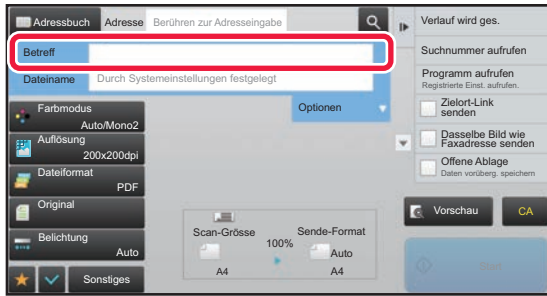 Adressbuch
Adresse
Berühren zur Adresseingabe
Betreff
Dateiname
Durch Systemeinstellungen festgelegt
Optionen
Farbmodus
Auto/Mono2
Auflösung
200x200dpi
Dateiformat
PDF
Original
Belichtung
Auto
Sonstiges
Scan-Grösse
A4
100%
Sende-Format
Auto
A4
Verlauf wird ges.
Suchnummer aufrufen
Programm aufrufen
Registrierte Einst. aufrufen.
Zielort-Link
senden
Dasselbe Bild wie
Faxadresse senden
Offene Ablage
Daten vorüberg. speichern
Vorschau
CA
Start